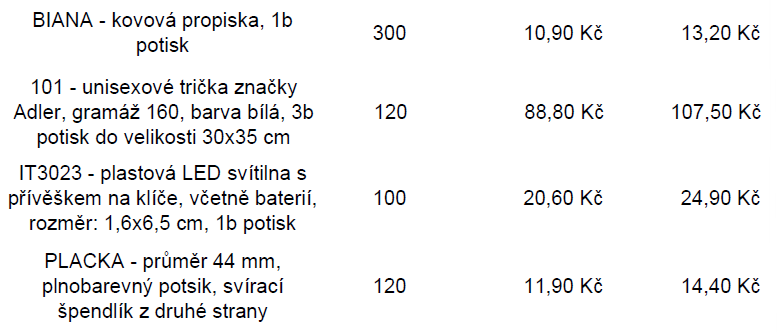 BIANA - kovová propiska, 1b
potisk
300
10,90 Kč
13,20 Kč
101 - unisexové trička značky
Adler, gramáž 160, barva bílá, 3b
potisk do velikosti 30x35 cm
120
88,80 Kč
107,50 Kč
IT3023 - plastová LED svítilna s
přívěškem na klíče, včetně baterií,
rozměr: 1,6x6,5 cm, 1b potisk
100
20,60 Kč
24,90 Kč
PLACKA - průměr 44 mm,
plnobarevný potsik, svírací
špendlík z druhé strany
120
11,90 Kč
14,40 Kč